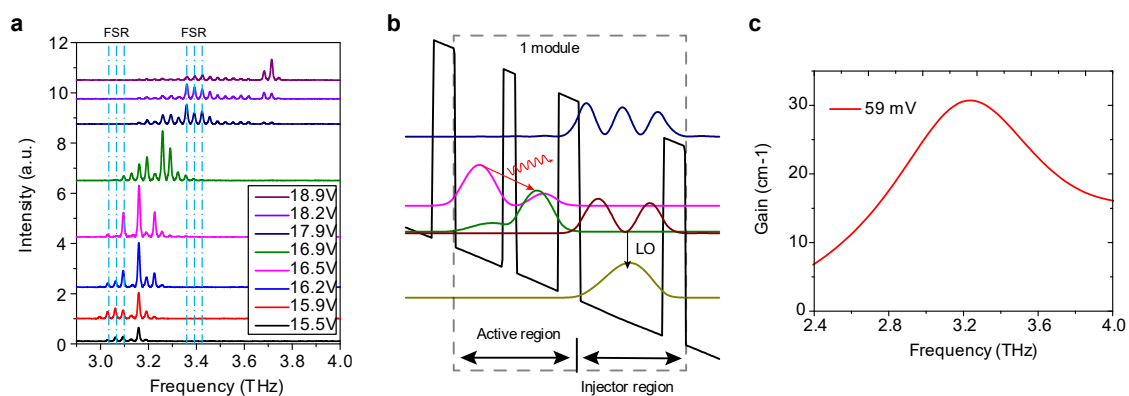 a
FSR FSR
12
10
8
6
4
2
0
Intensity (a.u.)
18.9V
18.2V
17.9V
16.9V
16.5V
16.2V
15.9V
15.5V
3.0 3.2 3.4 3.6 3.8 4.0
Frequency (THz)
b
1 module
LO
Active region
Injector region
c
30
20
10
0
Gain (cm-1)
59 mV
2.4 2.8 3.2 3.6 4.0
Frequency (THz)